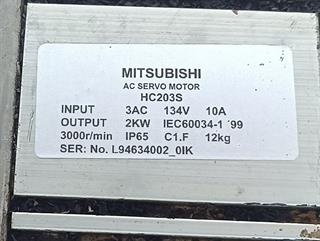 MITSUBISHI
AC SERVO MOTOR
HC203S
INPUT 3AC 134V 10A
OUTPUT 2KW IEC60034-1 '99
3000r/min IP65 C1.F 12kg
SER: No. L94634002_0IK